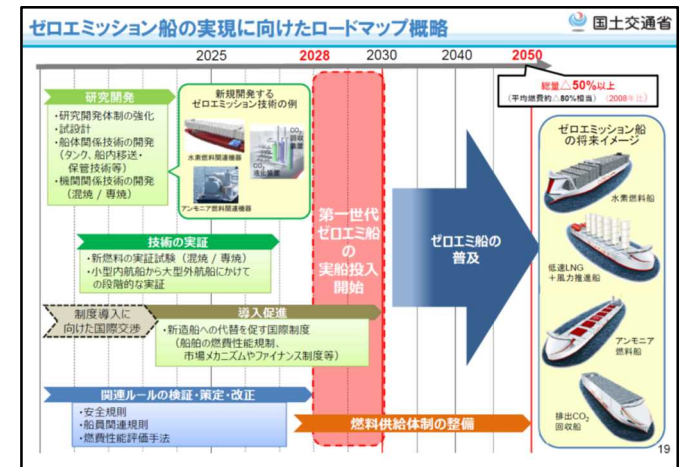 ゼロエミッション船の実現に向けたロードマップ概略
国土交通省
2025
2028
2030
2040
2050
総量△50%以上
(平均燃費約△80%相当) (2008年比)
研究開発
・研究開発体制の強化
・試設計
・船体関係技術の開発
(タンク、船内移送・
保管技術等)
・機関関係技術の開発
(混焼 / 専焼)
新規開発する
ゼロエミッション技術の例
水素燃料関連機器
CO₂
回収
装置
CO₂
液化装置
アンモニア燃料関連機器
技術の実証
・新燃料の実証試験(混焼 / 専焼)
・小型内航船から大型外航船にかけて
の段階的な実証
制度導入に
向けた国際交渉
導入促進
・新造船への代替を促す国際制度
(船舶の燃費性能規制、
市場メカニズムやファイナンス制度等)
関連ルールの検証・策定・改正
・安全規則
・船員関連規則
・燃費性能評価手法
第一世代
ゼロエミ船
の
実船投入
開始
ゼロエミ船の
普及
燃料供給体制の整備
ゼロエミッション船
の将来イメージ
水素燃料船
低速LNG
+風力推進船
アンモニア
燃料船
排出CO₂
回収船
19